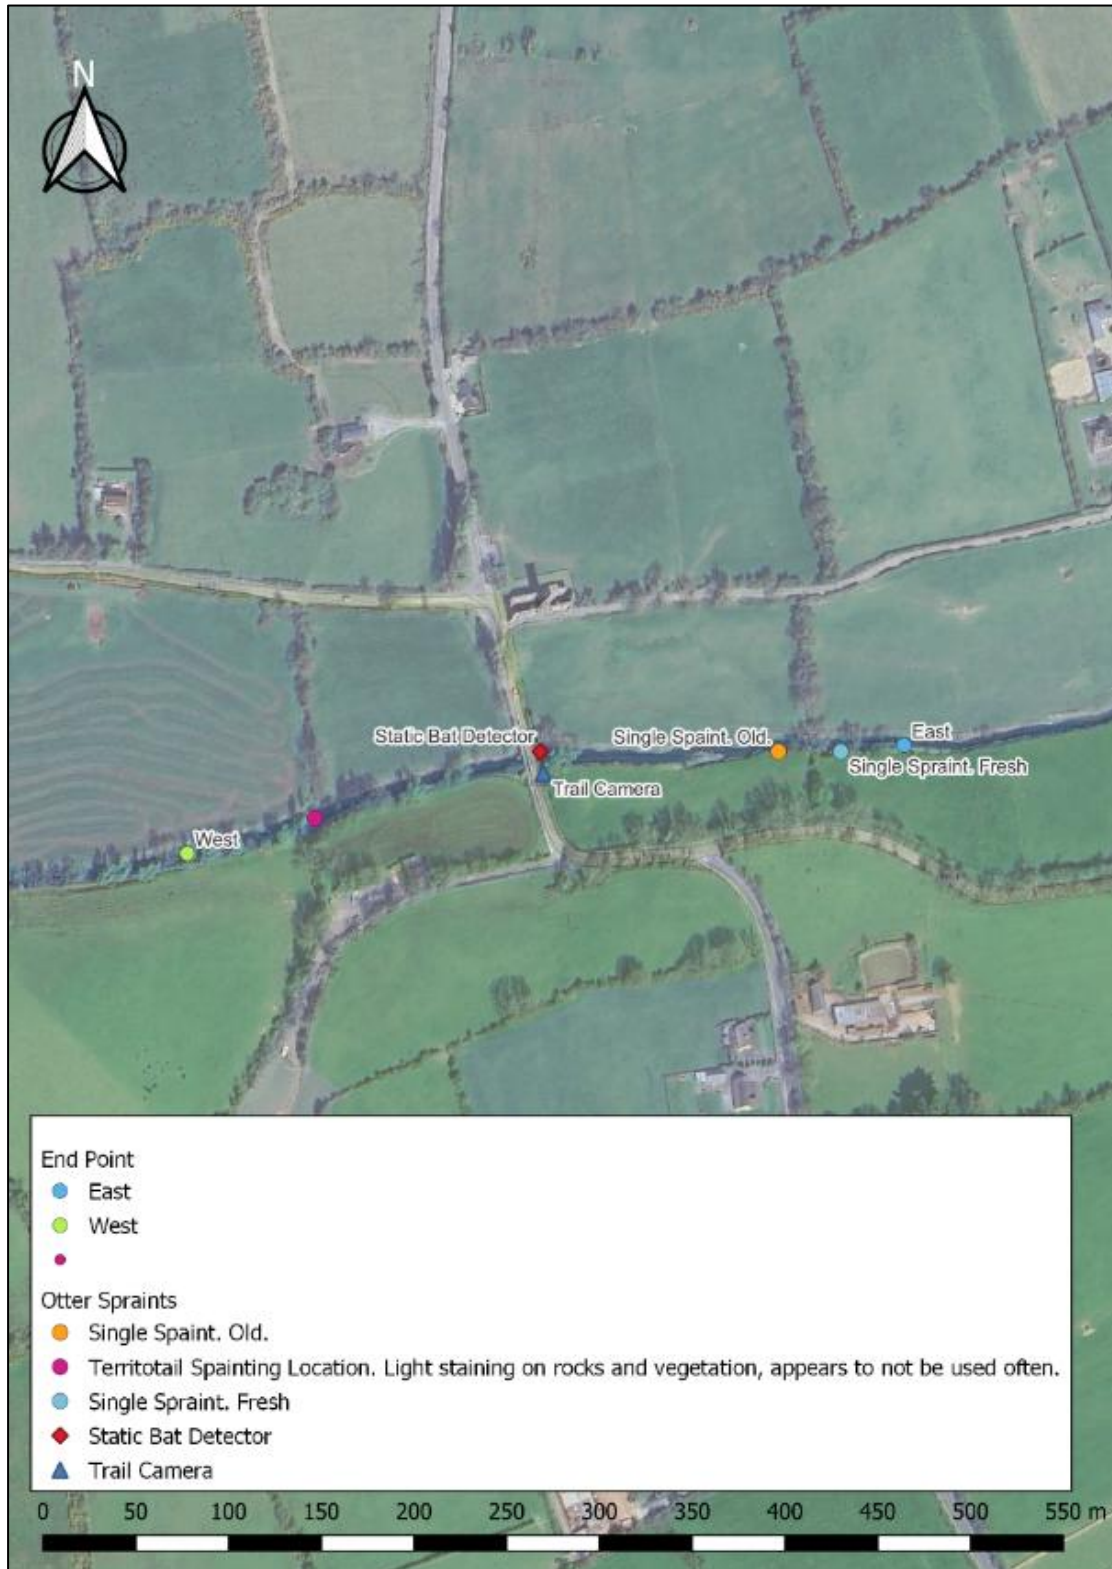 N
Static Bat Detector
Single Spaint. Old.
East
Single Spraint. Fresh
Trail Camera
West
End Point
East
West
Otter Spraints
Single Spaint. Old.
Territotail Spainting Location. Light staining on rocks and vegetation, appears to not be used often.
Single Spraint. Fresh
Static Bat Detector
Trail Camera
0 50 100 150 200 250 300 350 400 450 500 550 m